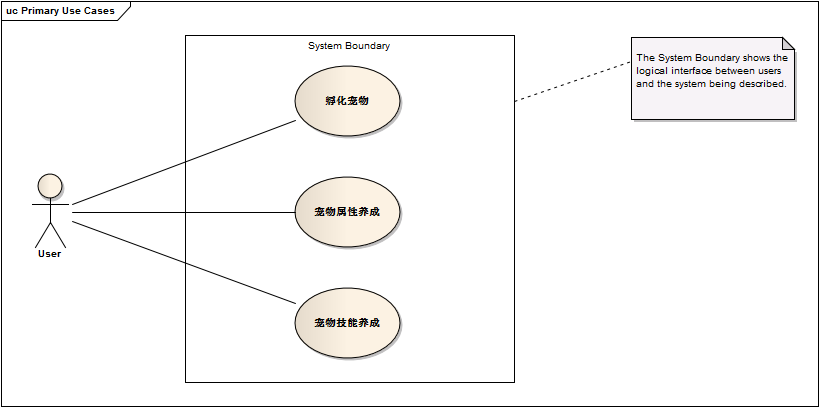 uc Primary Use Cases
System Boundary
The System Boundary shows the
logical interface between users
and the system being described.
孵化宠物
宠物属性养成
User
宠物技能养成